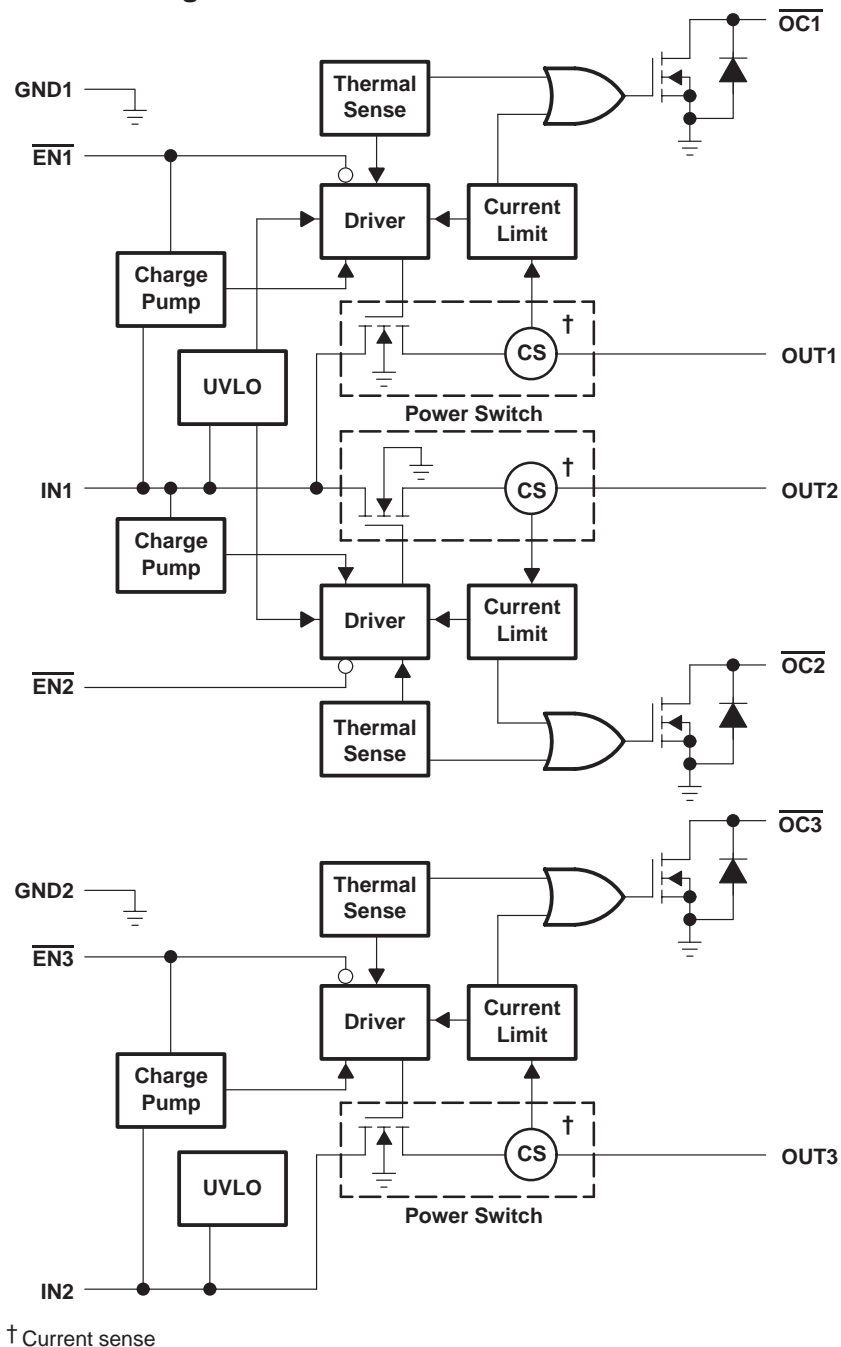 OC1
Thermal
Sense
GND1
EN1
Driver
Current
Limit
Charge
Pump
†
CS
OUT1
UVLO
Power Switch
†
IN1
CS
OUT2
Charge
Pump
Driver
Current
Limit
OC2
EN2
Thermal
Sense
OC3
Thermal
Sense
GND2
EN3
Driver
Current
Limit
Charge
Pump
†
CS
OUT3
UVLO
Power Switch
IN2
† Current sense